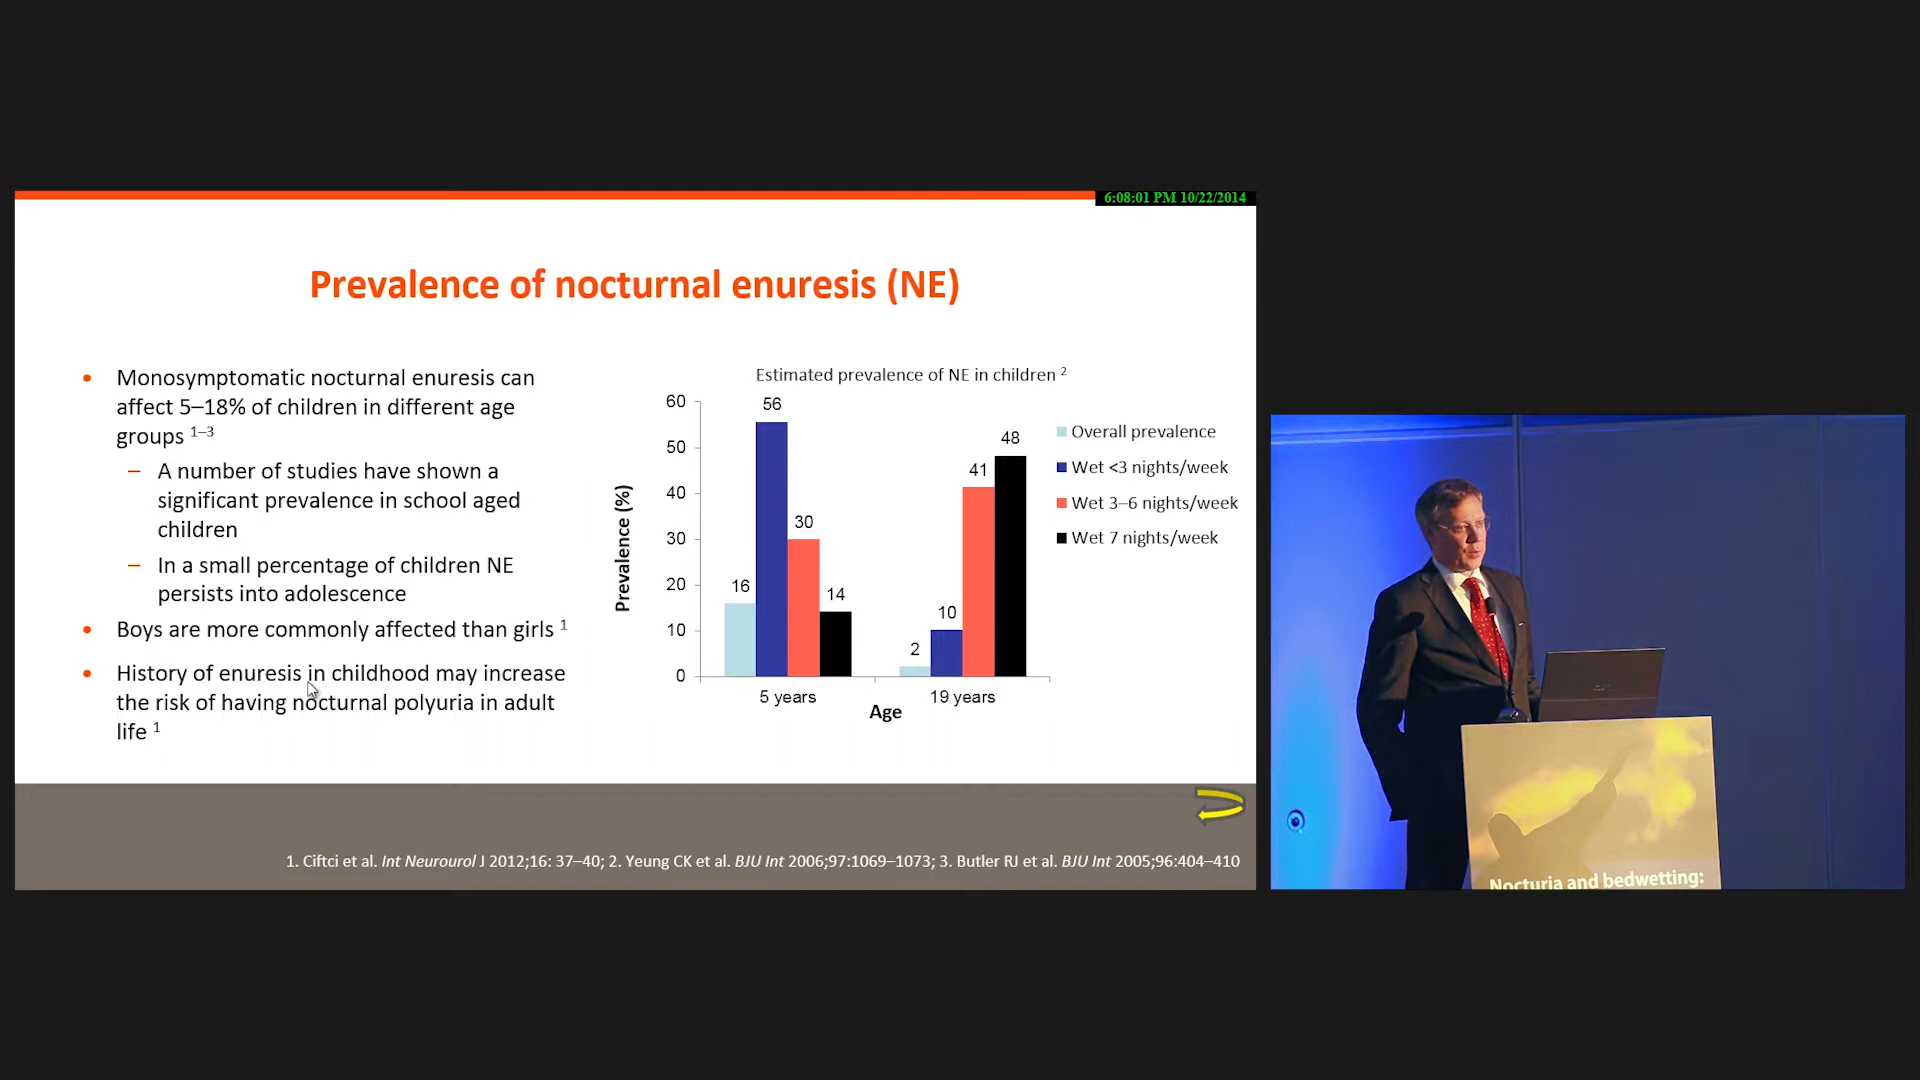 6:08:01 PM 10/22/2014
Prevalence of nocturnal enuresis (NE)
• Monosymptomatic nocturnal enuresis can
affect 5–18% of children in different age
groups 1–3
– A number of studies have shown a
significant prevalence in school aged
children
– In a small percentage of children NE
persists into adolescence
• Boys are more commonly affected than girls 1
• History of enuresis in childhood may increase
the risk of having nocturnal polyuria in adult
life 1
Estimated prevalence of NE in children 2
Prevalence (%)
60
50
40
30
20
10
0
16
56
30
14
2
10
41
48
5 years
19 years
Age
Overall prevalence
Wet <3 nights/week
Wet 3–6 nights/week
Wet 7 nights/week
1. Ciftci et al. Int Neurourol J 2012;16: 37–40; 2. Yeung CK et al. BJU Int 2006;97:1069–1073; 3. Butler RJ et al. BJU Int 2005;96:404–410
Nocturia and bedwetting: